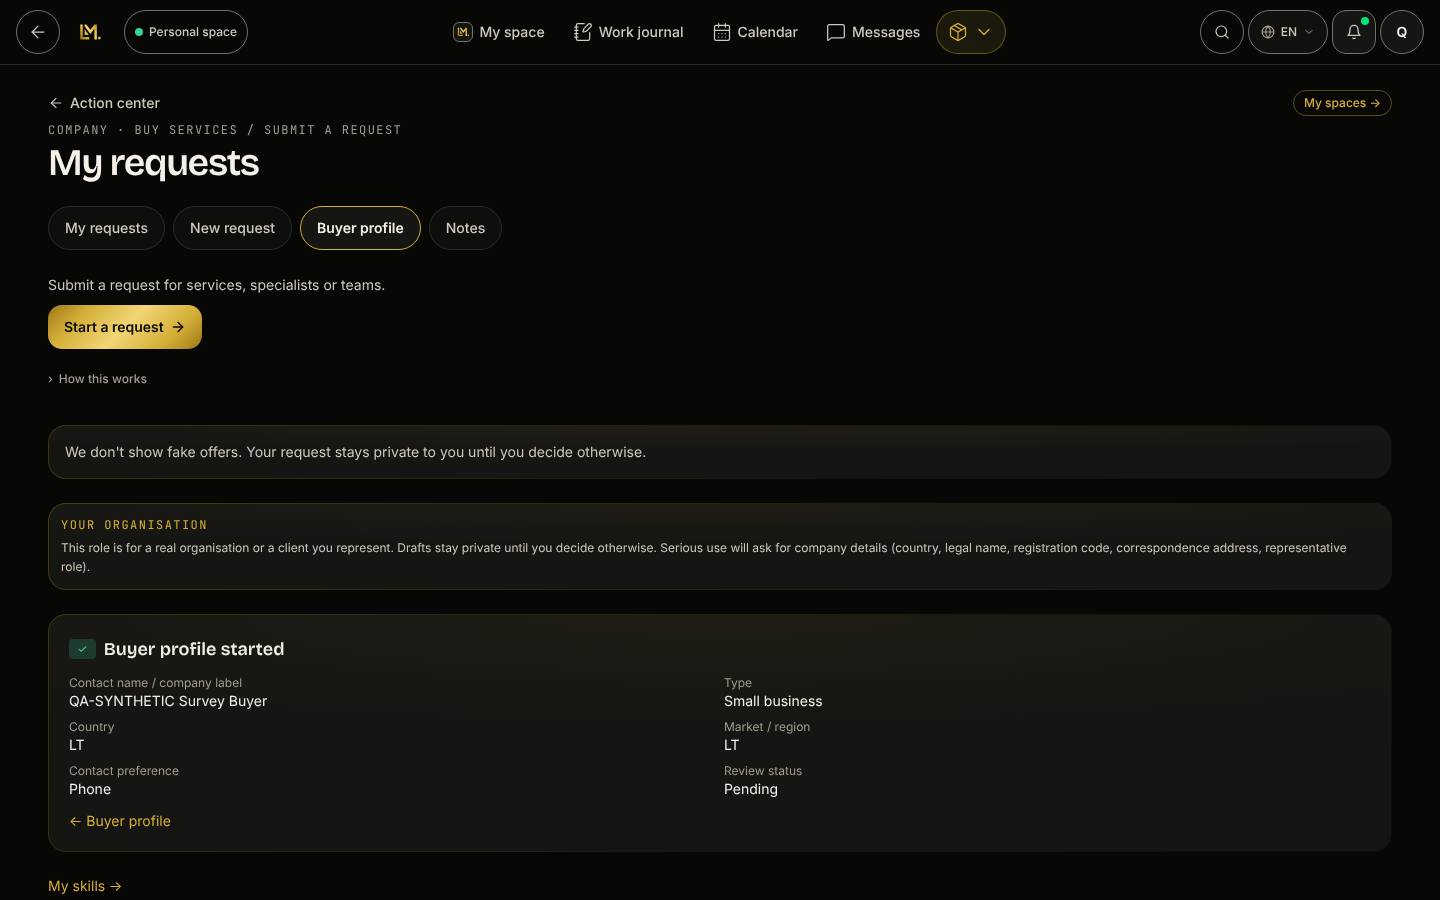 LM.
Personal space
My space
Work journal
Calendar
Messages
EN
Q
← Action center
My spaces →
COMPANY · BUY SERVICES / SUBMIT A REQUEST
My requests
My requests
New request
Buyer profile
Notes
Submit a request for services, specialists or teams.
Start a request →
› How this works
We don't show fake offers. Your request stays private to you until you decide otherwise.
YOUR ORGANISATION
This role is for a real organisation or a client you represent. Drafts stay private until you decide otherwise. Serious use will ask for company details (country, legal name, registration code, correspondence address, representative
role).
Buyer profile started
Contact name / company label
QA-SYNTHETIC Survey Buyer
Type
Small business
Country
LT
Market / region
LT
Contact preference
Phone
Review status
Pending
← Buyer profile
My skills →